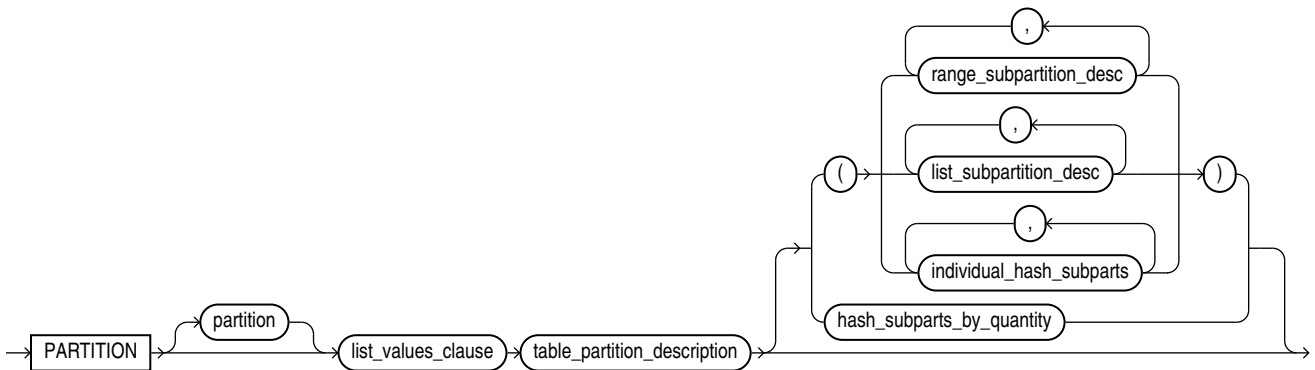 ,
range_subpartition_desc
,
( list_subpartition_desc )
,
individual_hash_subparts
partition hash_subparts_by_quantity
PARTITION list_values_clause table_partition_description